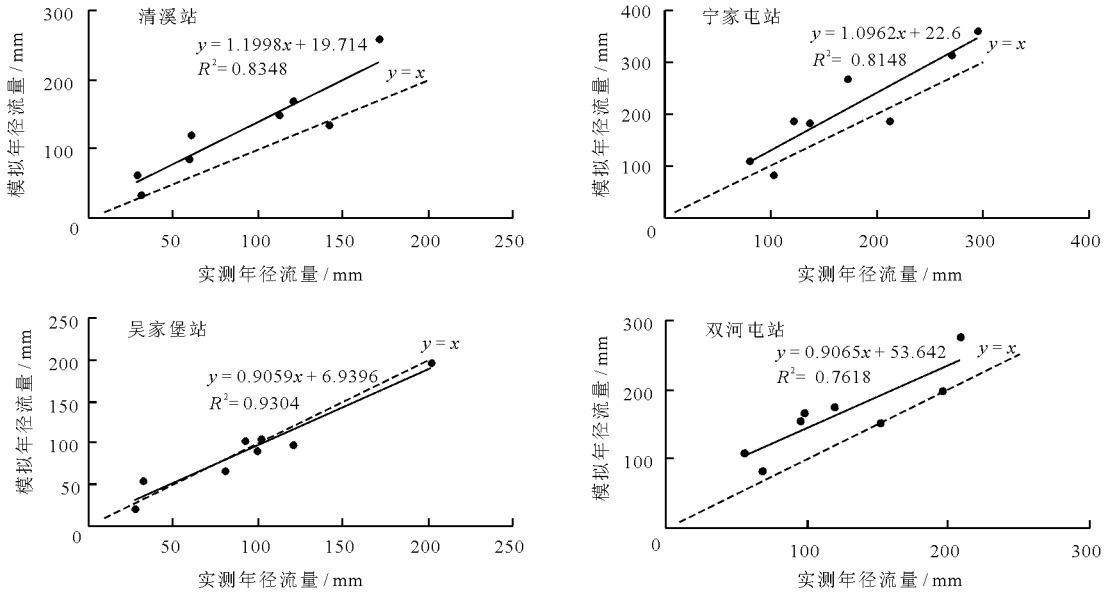 清溪站
y = 1.1998x + 19.714
R²= 0.8348
y = x
模拟年径流量 / mm
300
200
100
0
50
100
150
200
250
实测年径流量 / mm
宁家屯站
y = 1.0962x + 22.6
R²= 0.8148
y = x
模拟年径流量 / mm
400
300
200
100
0
100
200
300
400
实测年径流量 / mm
吴家堡站
y = x
y = 0.9059x + 6.9396
R²= 0.9304
模拟年径流量 / mm
250
200
150
100
50
0
50
100
150
200
250
实测年径流量 / mm
双河屯站
y = 0.9065x + 53.642
y = x
R²= 0.7618
模拟年径流量 / mm
300
200
100
0
100
200
300
实测年径流量 / mm